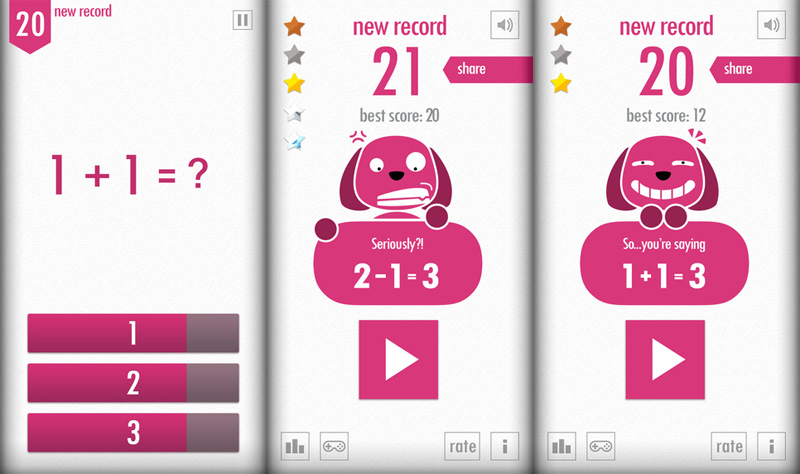 20
new record
1 + 1 = ?
1
2
3
new record
21
share
best score: 20
Seriously?!
2 - 1 = 3
rate
i
new record
20
share
best score: 12
So...you're saying
1 + 1 = 3
rate
i